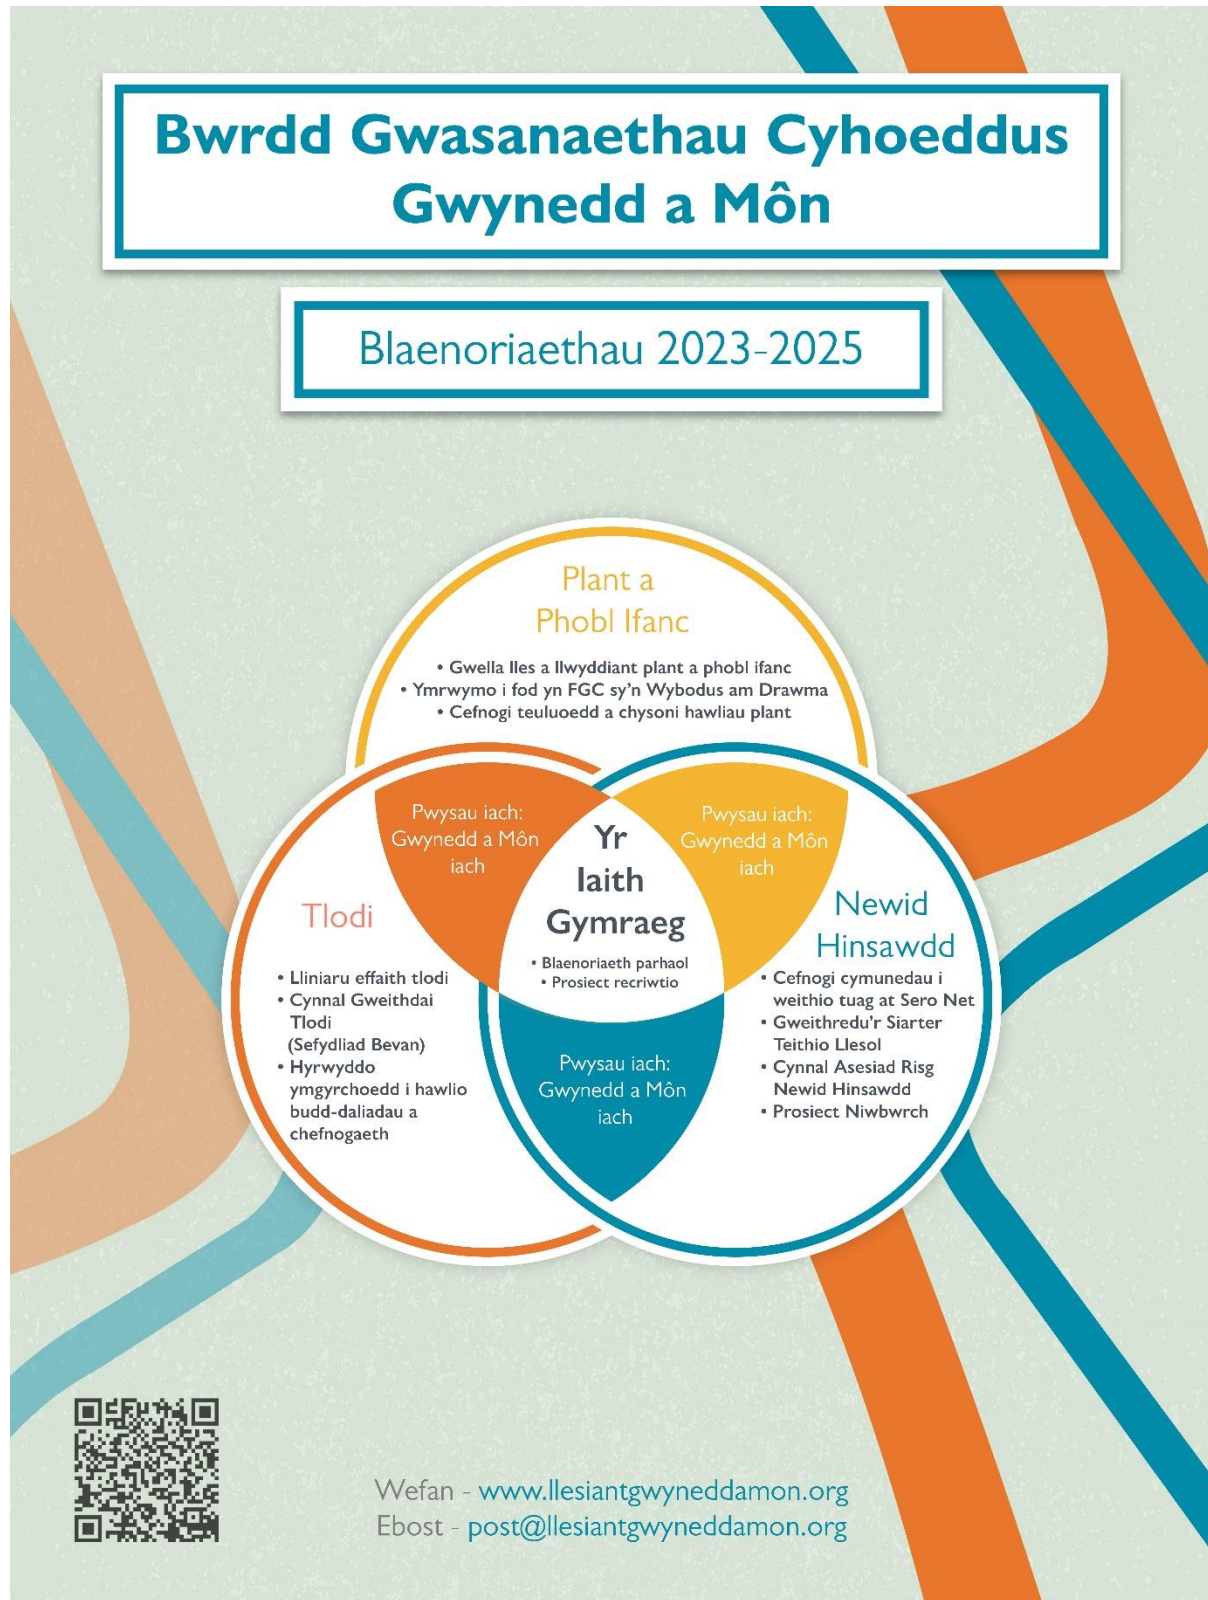 Bwrdd Gwasanaethau Cyhoeddus
Gwynedd a Môn
Blaenoriaethau 2023-2025
Plant a
Phobl Ifanc
• Gwella lles a llwyddiant plant a phobl ifanc
• Ymrwymo i fod yn FGC sy'n Wybodus am Drawma
• Cefnogi teuluoedd a chysoni hawliau plant
Pwysau iach:
Gwynedd a Môn
iach
Yr
Iaith
Gymraeg
• Blaenoriaeth parhaol
• Prosiect recriwtio
Pwysau iach:
Gwynedd a Môn
iach
Tlodi
• Lliniaru effaith tlodi
• Cynnal Gweithdai
Tlodi
(Sefydliad Bevan)
• Hyrwyddo
ymgyrchoedd i hawlio
budd-daliadau a
chefnogaeth
Newid
Hinsawdd
• Cefnogi cymunedau i
weithio tuag at Sero Net
• Gweithredu'r Siarter
Teithio Llesol
• Cynnal Asesiad Risg
Newid Hinsawdd
• Prosiect Niwbwrch
Pwysau iach:
Gwynedd a Môn
iach
Wefan - www.llesiantgwyneddamon.org
Ebost - post@llesiantgwyneddamon.org